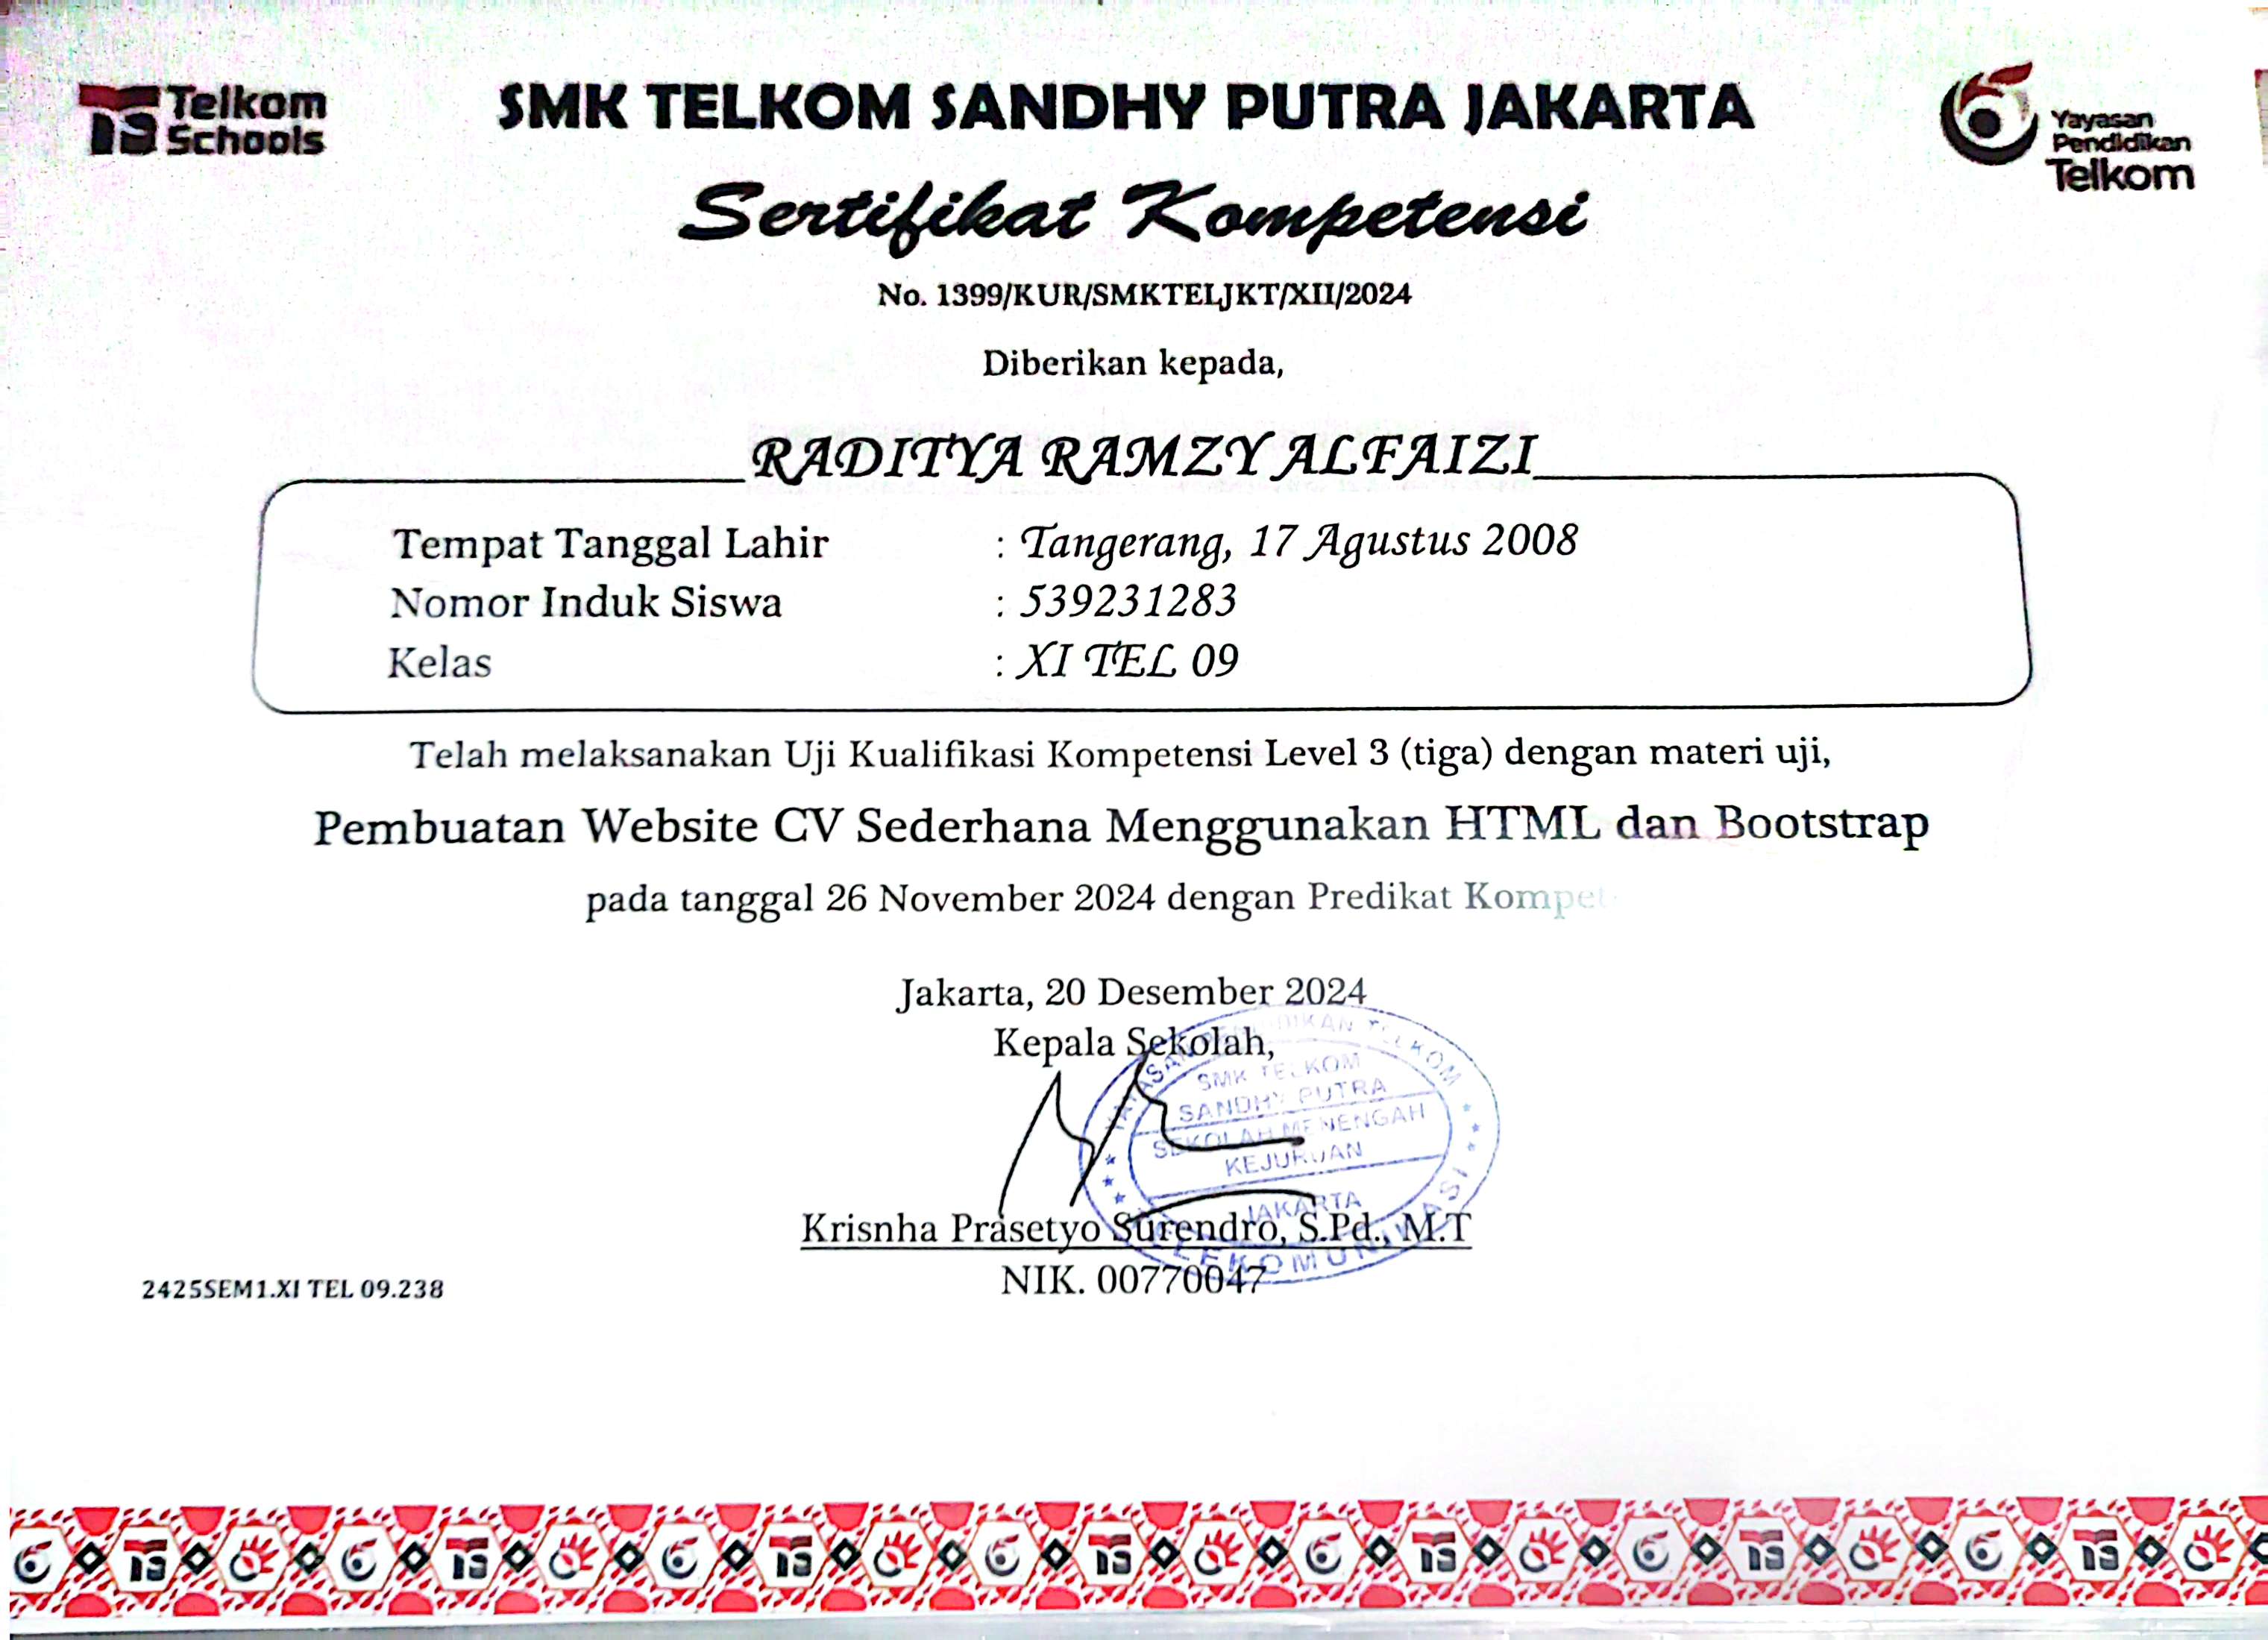 Telkom
Schools
SMK TELKOM SANDHY PUTRA JAKARTA
Yayasan
Pendidikan
Telkom
Sertifikat Kompetensi
No. 1399/KUR/SMKTELJKT/XII/2024
Diberikan kepada,
RADITYA RAMZY ALFAIZI
Tempat Tanggal Lahir : Tangerang, 17 Agustus 2008
Nomor Induk Siswa : 539231283
Kelas : XI TEL 09
Telah melaksanakan Uji Kualifikasi Kompetensi Level 3 (tiga) dengan materi uji,
Pembuatan Website CV Sederhana Menggunakan HTML dan Bootstrap
pada tanggal 26 November 2024 dengan Predikat
Jakarta, 20 Desember 2024
Kepala Sekolah,
YAYASAN PENDIDIKAN TELKOM
SMK TELKOM
SANDHY PUTRA
SEKOLAH MENENGAH
KEJURUAN
JAKARTA
Krisnha Prasetyo Surendro, S.Pd., M.T
NIK. 00770047
2425SEM1.XI TEL 09.238